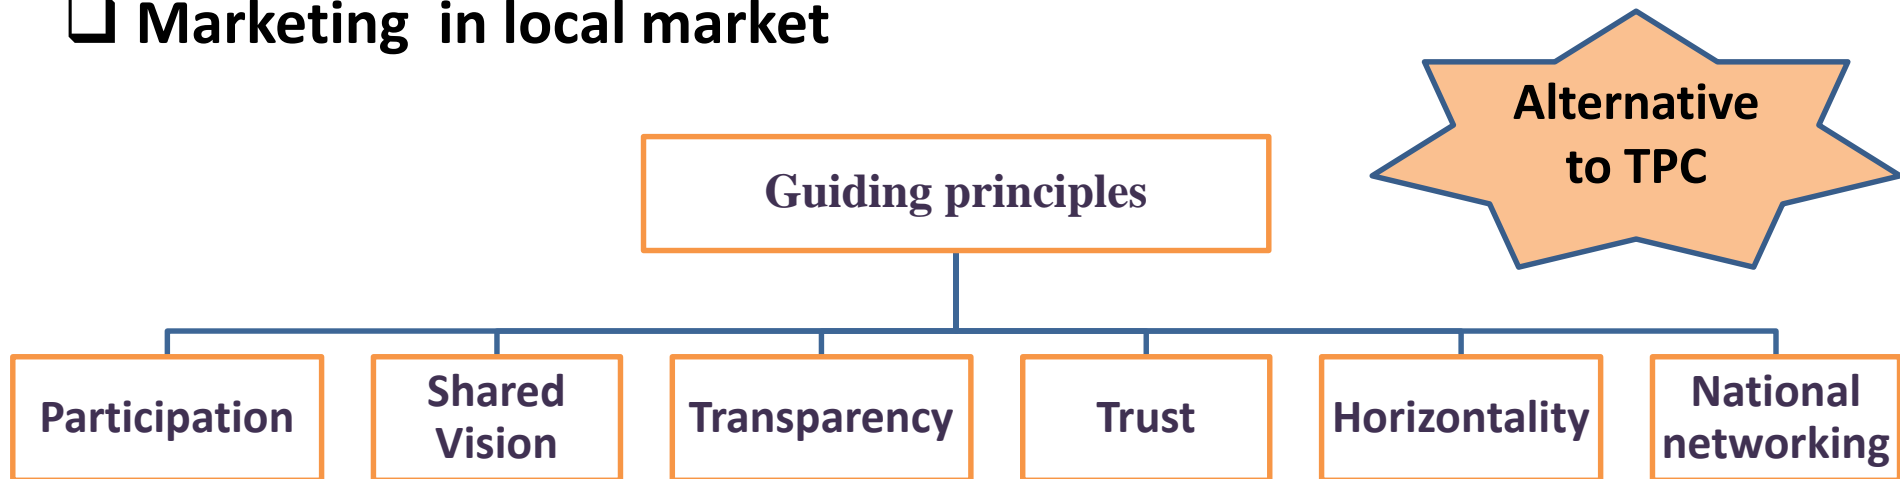 ❑ Marketing in local market
Alternative
to TPC
Guiding principles
Participation
Shared
Vision
Transparency
Trust
Horizontality
National
networking